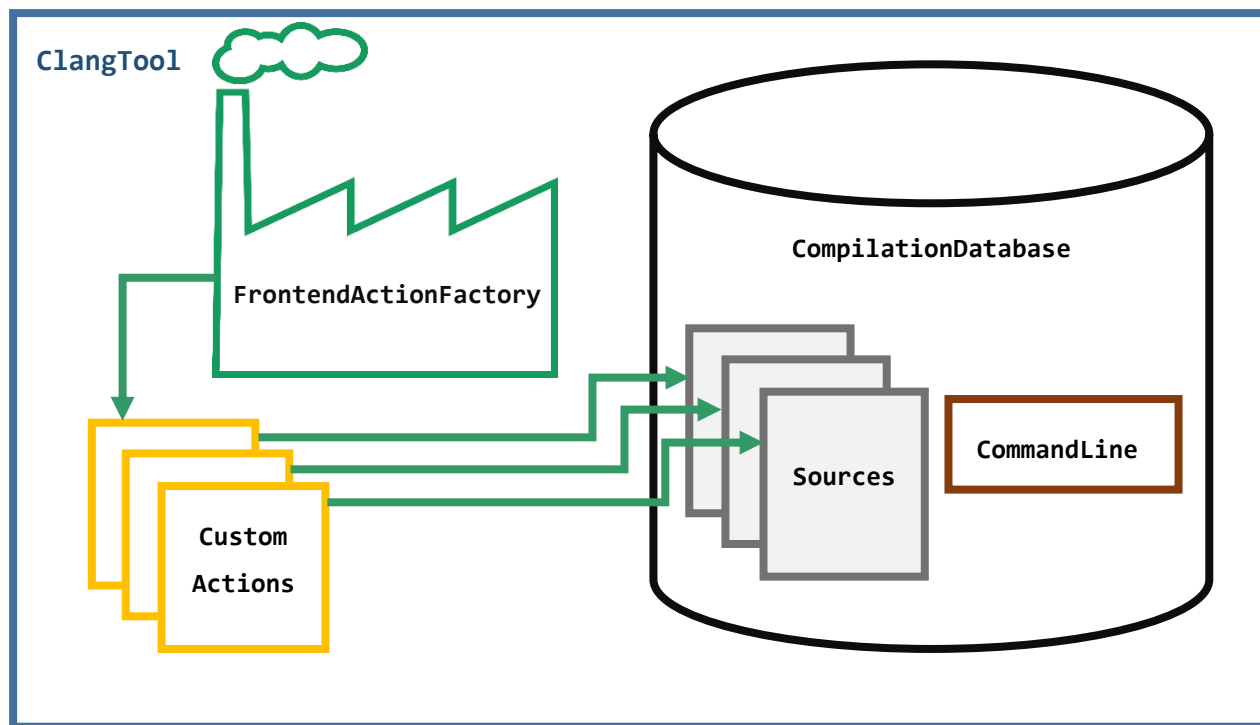 ClangTool
CompilationDatabase
FrontendActionFactory
CommandLine
Sources
Custom
Actions